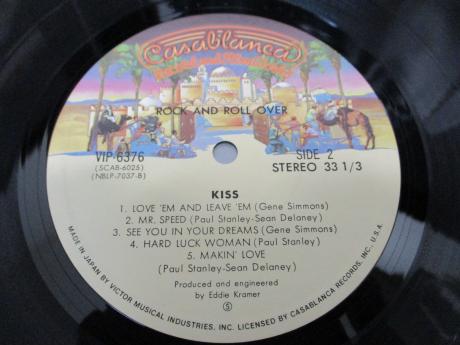 Casablanca
Record and FilmWorks
ROCK AND ROLL OVER
VIP-6376
(SCAB-6025)
(NBLP-7037-B)
SIDE 2
STEREO 33 1/3
KISS
1. LOVE 'EM AND LEAVE 'EM (Gene Simmons)
2. MR. SPEED (Paul Stanley-Sean Delaney)
3. SEE YOU IN YOUR DREAMS (Gene Simmons)
4. HARD LUCK WOMAN (Paul Stanley)
5. MAKIN' LOVE
(Paul Stanley-Sean Delaney)
Produced and engineered
by Eddie Kramer
Ⓢ
MADE IN JAPAN BY VICTOR MUSICAL INDUSTRIES, INC. LICENSED BY CASABLANCA RECORDS, INC., U.S.A.